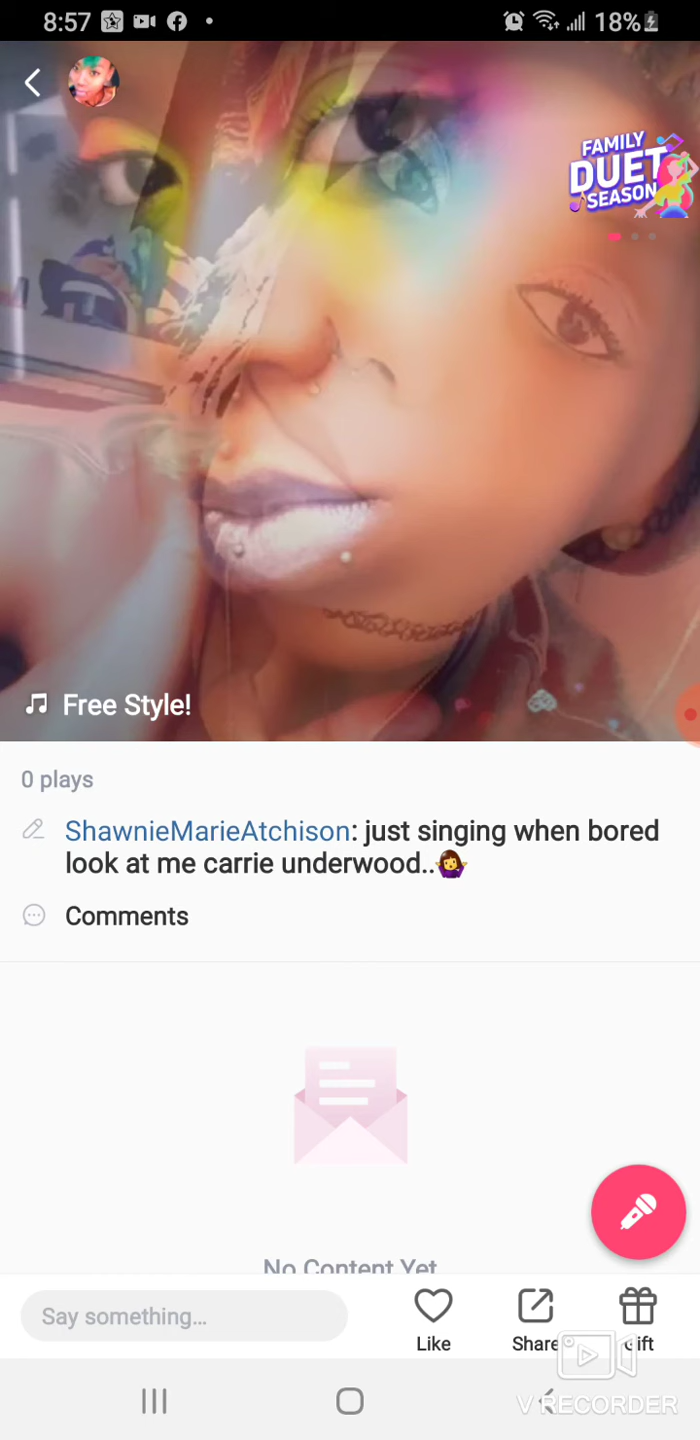 8:57
18%
FAMILY
DUET
SEASON
Free Style!
0 plays
ShawnieMarieAtchison: just singing when bored
look at me carrie underwood..🤷‍♀️
Comments
No Content Yet
Say something...
Like
Share
Gift
V RECORDER